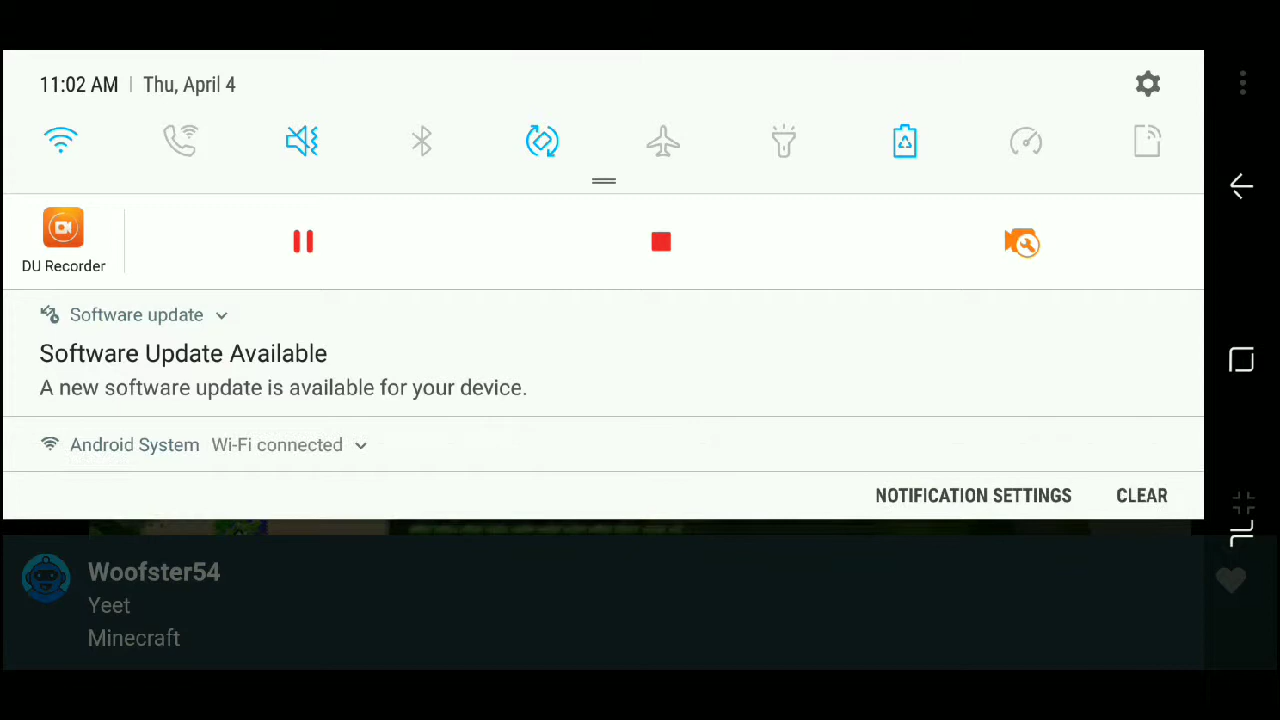 11:02 AM | Thu, April 4
DU Recorder
Software update
Software Update Available
A new software update is available for your device.
Android System Wi-Fi connected
NOTIFICATION SETTINGS CLEAR
Woofster54
Yeet
Minecraft